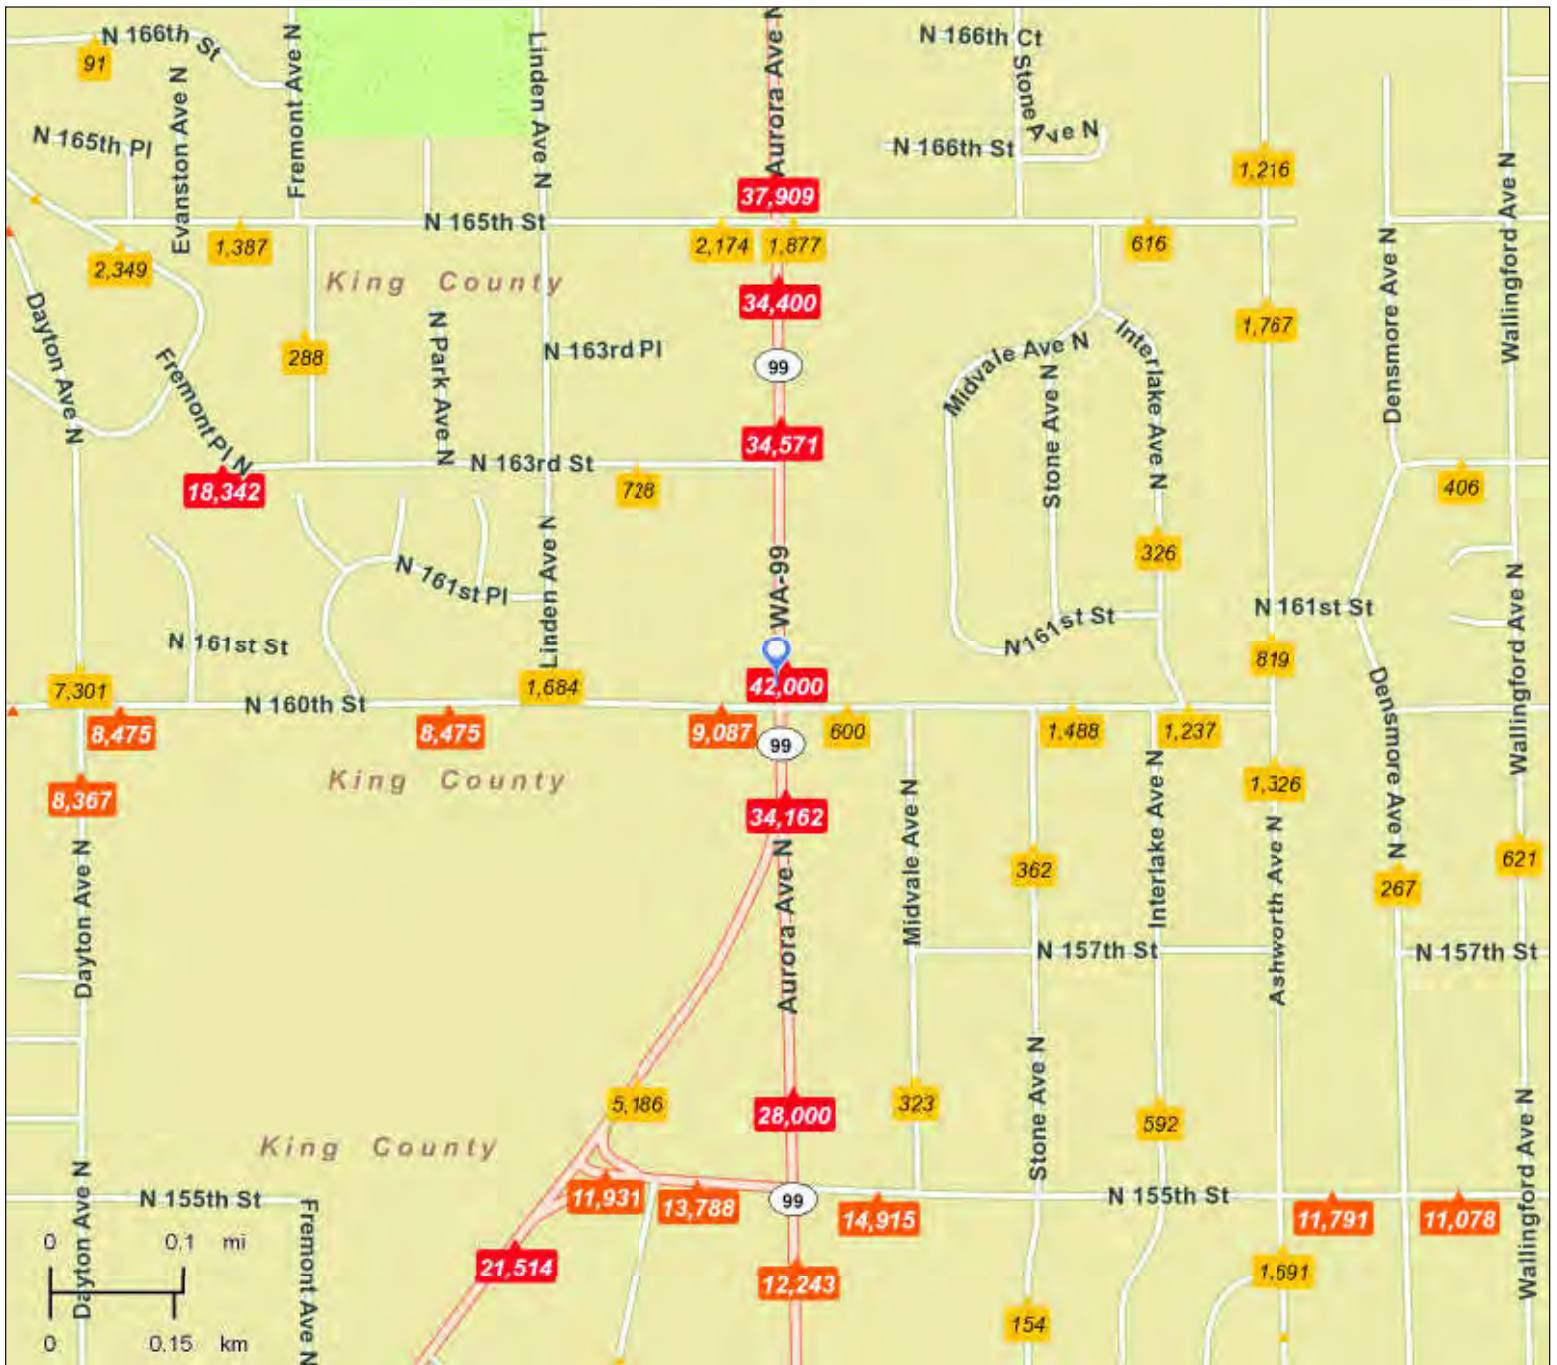 N 166th St
91
Evanston Ave N
Fremont Ave N
Linden Ave N
Aurora Ave N
N 166th Ct
Stone Ave N
N 166th St
1,216
N 165th Pl
37,909
Wallingford Ave N
N 165th St
2,349
1,387
2,174
1,877
616
King County
34,400
Densmore Ave N
1,767
Dayton Ave N
288
N Park Ave N
N 163rd Pl
99
Midvale Ave N
Interlake Ave N
Stone Ave N
Fremont Pl N
34,571
N 163rd St
18,342
728
406
WA-99
326
Linden Ave N
N 161st Pl
N 161st St
N 161st St
N 161st St
Wallingford Ave N
819
7,301
1,684
42,000
N 160th St
8,475
8,475
9,087
99
600
1,488
1,237
Densmore Ave N
King County
8,367
34,162
1,326
Midvale Ave N
Interlake Ave N
Dayton Ave N
Aurora Ave N
362
Ashworth Ave N
267
621
N 157th St
N 157th St
5,186
28,000
323
Stone Ave N
592
Wallingford Ave N
King County
Dayton Ave N
N 155th St
Fremont Ave N
11,931
13,788
99
14,915
N 155th St
11,791
11,078
0 0.1 mi
21,514
12,243
1,691
154
0 0.15 km